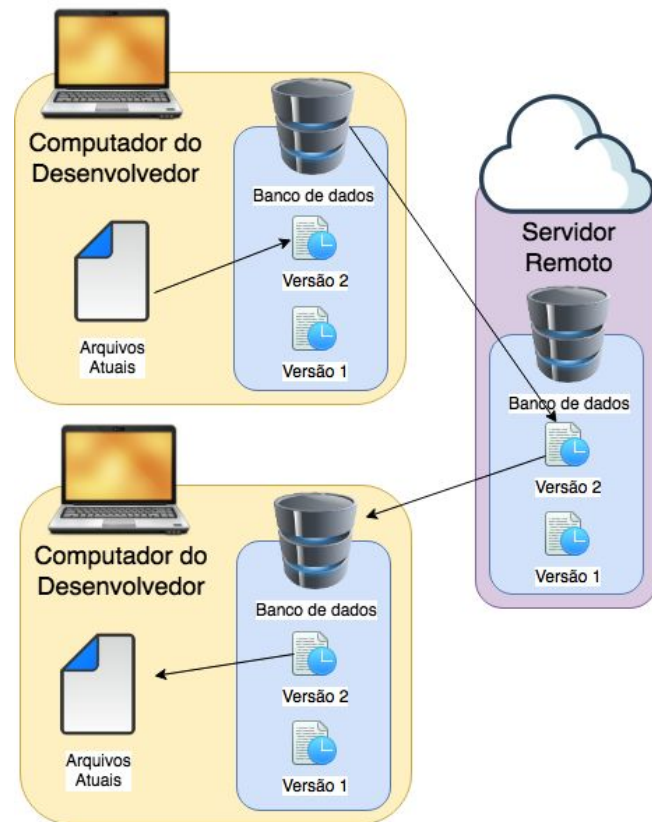 Computador do
Desenvolvedor
Banco de dados
Versão 2
Versão 1
Arquivos
Atuais
Servidor
Remoto
Banco de dados
Versão 2
Versão 1
Computador do
Desenvolvedor
Banco de dados
Versão 2
Versão 1
Arquivos
Atuais